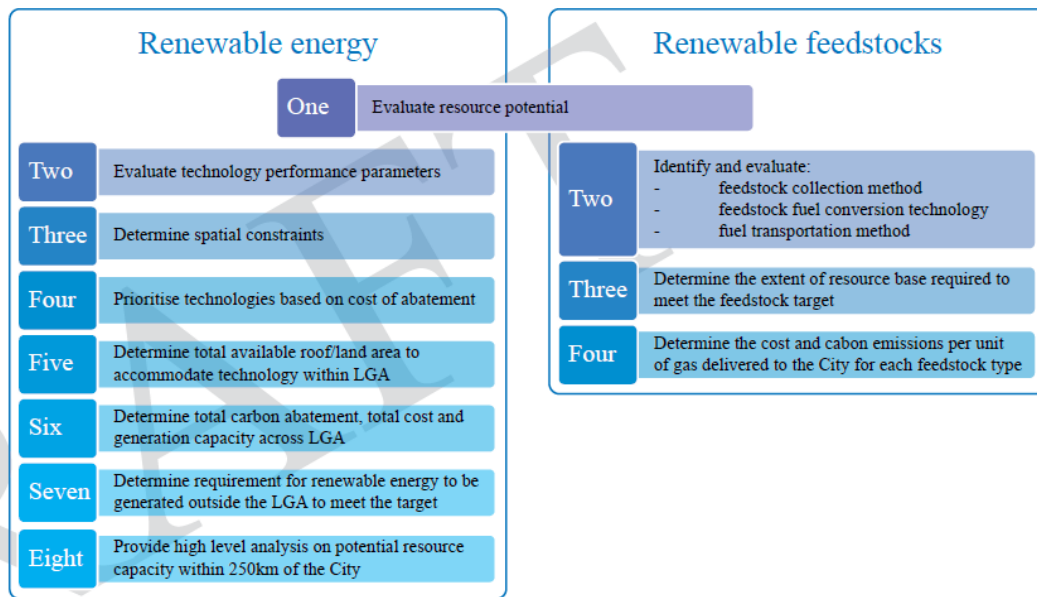 Renewable energy
Renewable feedstocks
One
Evaluate resource potential
Two
Evaluate technology performance parameters
Three
Determine spatial constraints
Four
Prioritise technologies based on cost of abatement
Five
Determine total available roof/land area to
accommodate technology within LGA
Six
Determine total carbon abatement, total cost and
generation capacity across LGA
Seven
Determine requirement for renewable energy to be
generated outside the LGA to meet the target
Eight
Provide high level analysis on potential resource
capacity within 250km of the City
Two
Identify and evaluate:
- feedstock collection method
- feedstock fuel conversion technology
- fuel transportation method
Three
Determine the extent of resource base required to
meet the feedstock target
Four
Determine the cost and cabon emissions per unit
of gas delivered to the City for each feedstock type